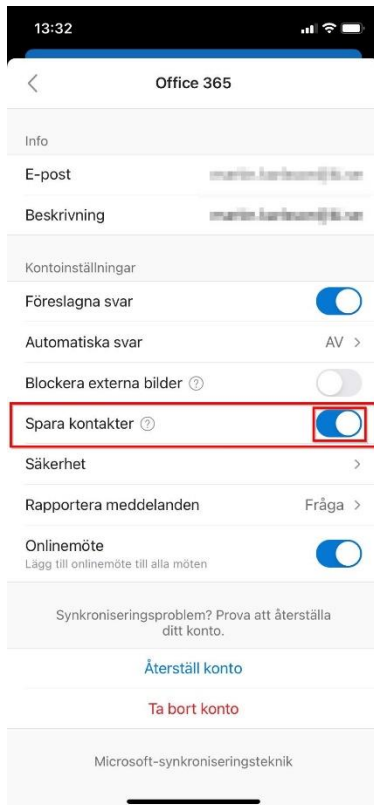 13:32
Office 365
Info
E-post
Beskrivning
Kontoinställningar
Föreslagna svar
Automatiska svar AV >
Blockera externa bilder ?
Spara kontakter ?
Säkerhet >
Rapportera meddelanden Fråga >
Onlinemöte
Lägg till onlinemöte till alla möten
Synkroniseringsproblem? Prova att återställa
ditt konto.
Återställ konto
Ta bort konto
Microsoft-synkroniseringsteknik